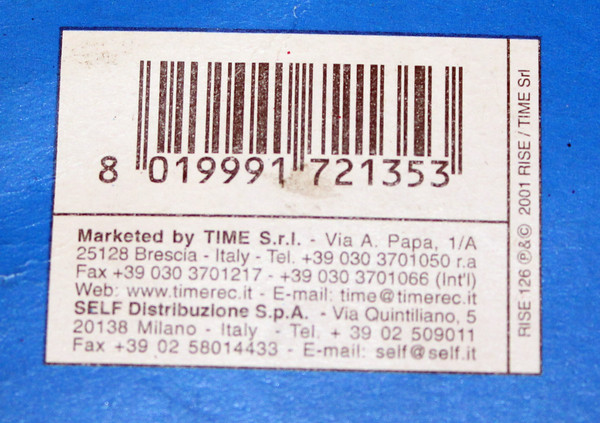 8 019991 721353
Marketed by TIME S.r.l. - Via A. Papa, 1/A
25128 Brescia - Italy - Tel. +39 030 3701050 r.a
Fax +39 030 3701217 - +39 030 3701066 (Int'l)
Web: www.timerec.it - E-mail: time@timerec.it
SELF Distribuzione S.p.A. - Via Quintiliano, 5
20138 Milano - Italy - Tel. + 39 02 509011
Fax +39 02 58014433 - E-mail: self@self.it
RISE 126 ℗&© 2001 RISE / TIME Srl